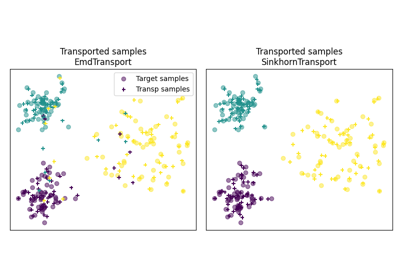 Transported samples
EmdTransport
Target samples
Transp samples
Transported samples
SinkhornTransport